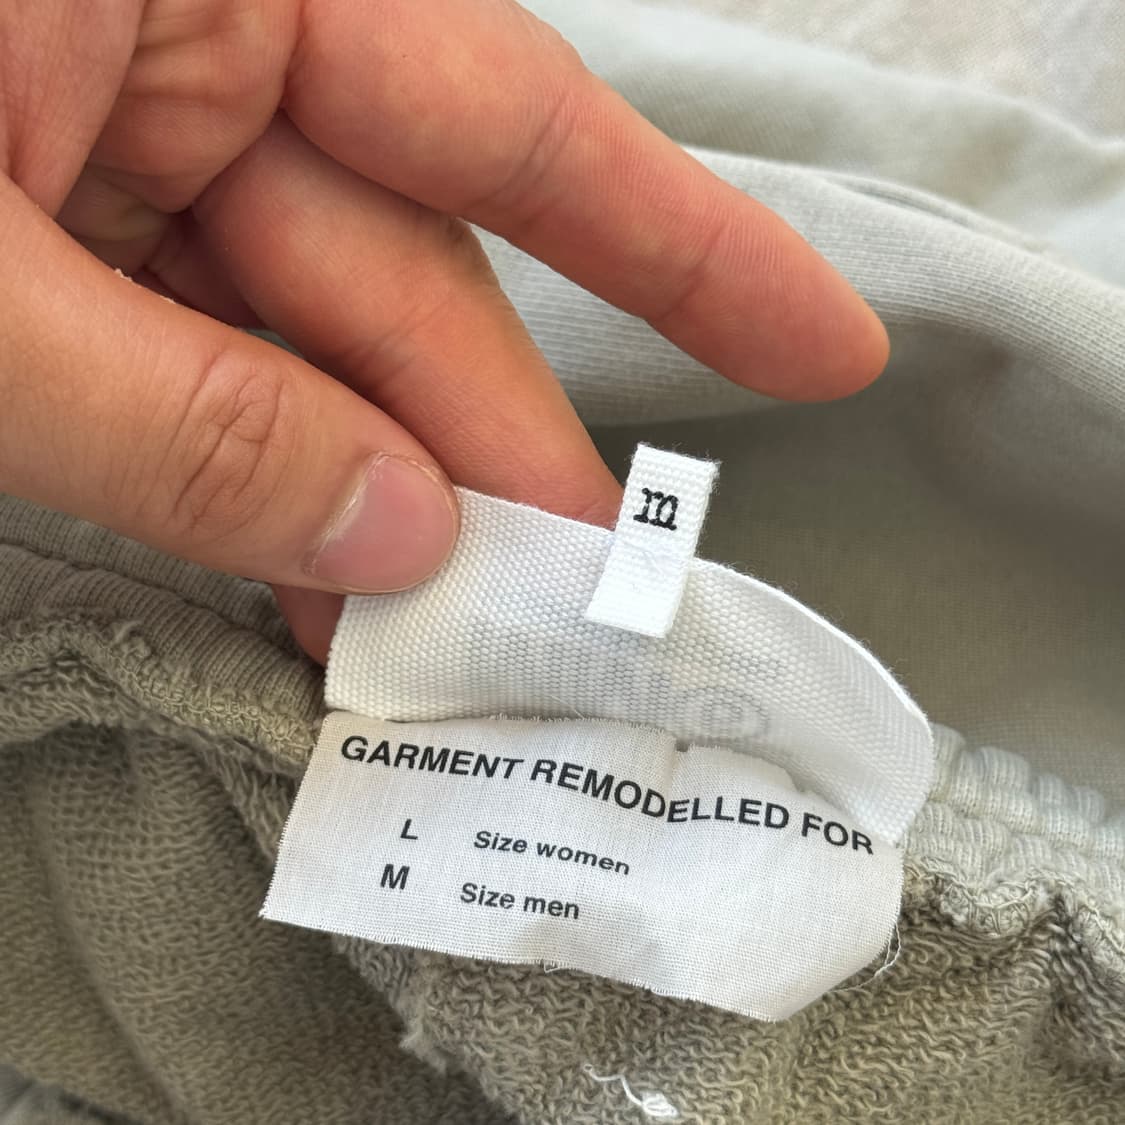 m
GARMENT REMODELLED FOR
L Size women
M Size men